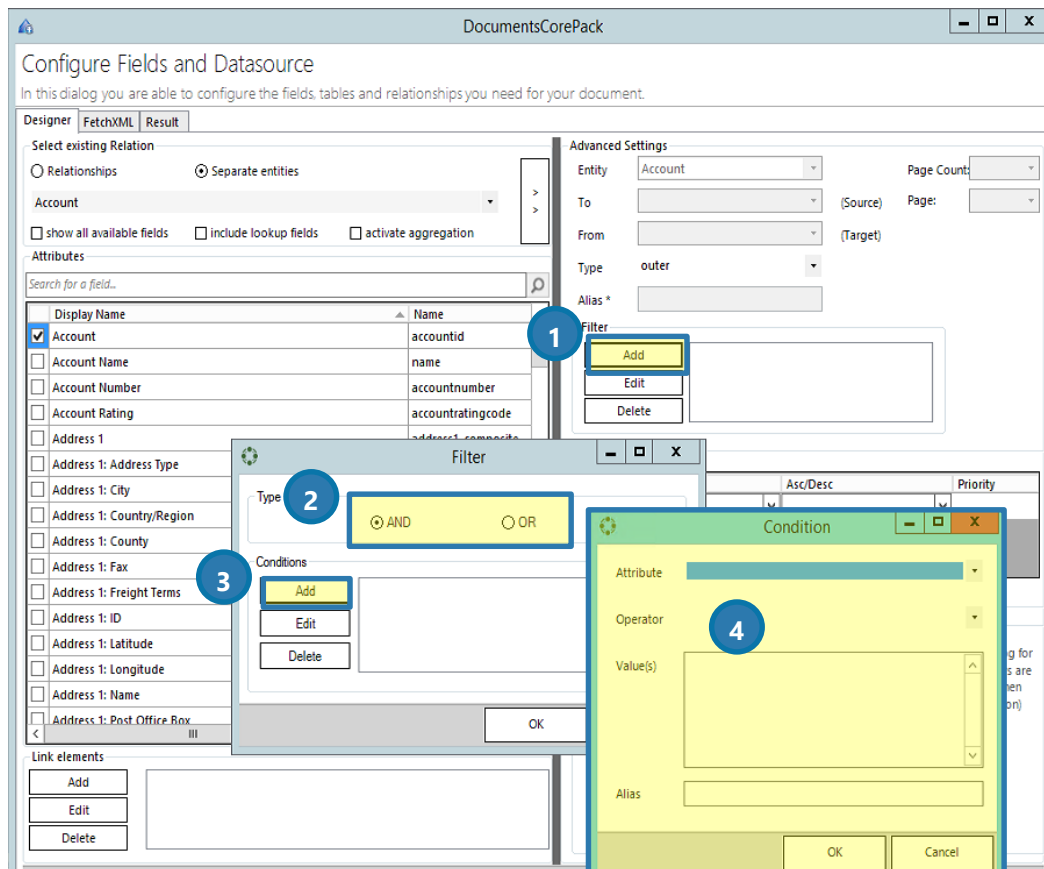 DocumentsCorePack
Configure Fields and Datasource
In this dialog you are able to configure the fields, tables and relationships you need for your document.
Designer FetchXML Result
Select existing Relation
Relationships Separate entities
Account
show all available fields include lookup fields activate aggregation
>
>
Attributes
Search for a field...
Display Name Name
Account accountid
Account Name name
Account Number accountnumber
Account Rating accountratingcode
Address 1 address1_composite
Address 1: Address Type
Address 1: City
Address 1: Country/Region
Address 1: County
Address 1: Fax
Address 1: Freight Terms
Address 1: ID
Address 1: Latitude
Address 1: Longitude
Address 1: Name
Address 1: Post Office Box
Link elements
Add
Edit
Delete
Advanced Settings
Entity Account Page Count:
To (Source) Page:
From (Target)
Type outer
Alias *
Filter
1
Add
Edit
Delete
Asc/Desc Priority
g for
s are
on)
Filter
Type
2
AND OR
Conditions
3
Add
Edit
Delete
OK
Condition
Attribute
Operator
4
Value(s)
Alias
OK Cancel